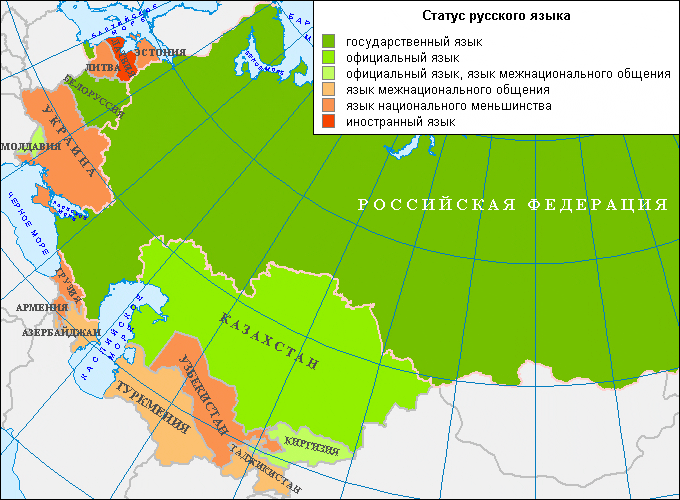 Статус русского языка
государственный язык
официальный язык
официальный язык, язык межнационального общения
язык межнационального общения
язык национального меньшинства
иностранный язык
БАЛТИЙСКОЕ
МОРЕ
ЭСТОНИЯ
ЛИТВА
БЕЛОРУССИЯ
УКРАИНА
МОЛДАВИЯ
ЧЕРНОЕ МОРЕ
РОССИЙСКАЯ ФЕДЕРАЦИЯ
ГРУЗИЯ
АРМЕНИЯ
АЗЕРБАЙДЖАН
КАСПИЙСКОЕ
МОРЕ
КАЗАХСТАН
УЗБЕКИСТАН
ТУРКМЕНИЯ
КИРГИЗИЯ
ТАДЖИКИСТАН